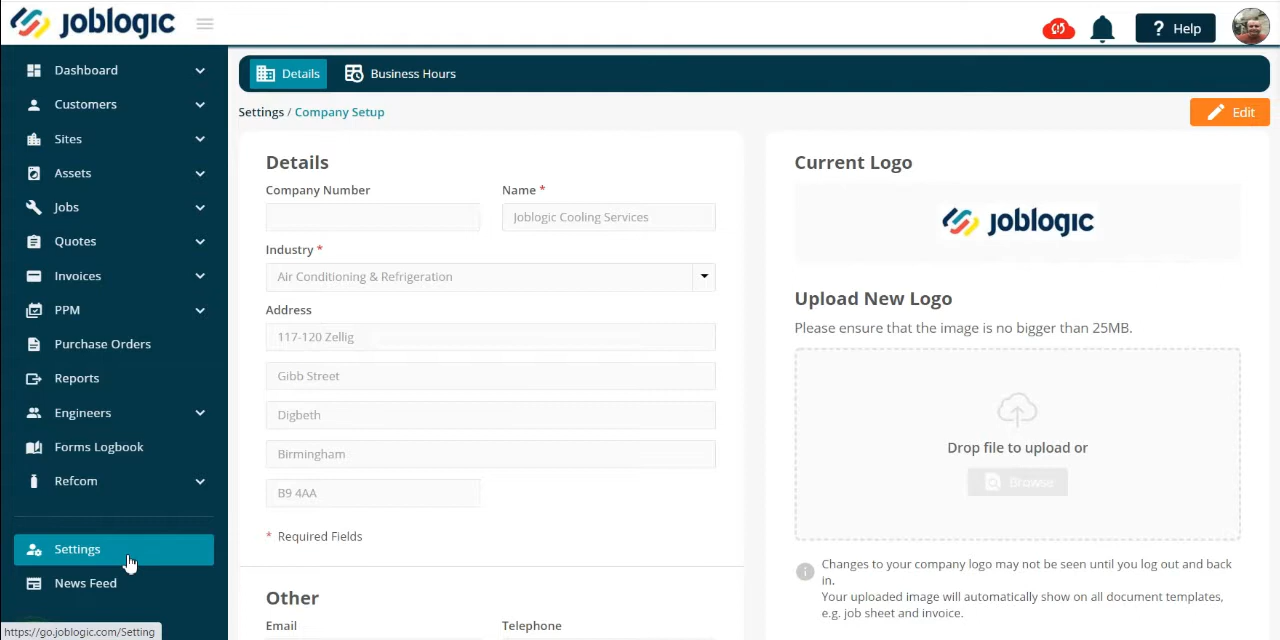 joblogic
Help
Dashboard
Customers
Sites
Assets
Jobs
Quotes
Invoices
PPM
Purchase Orders
Reports
Engineers
Forms Logbook
Refcom
Settings
News Feed
https://go.joblogic.com/Setting
Details
Business Hours
Settings / Company Setup
Edit
Details
Company Number
Name *
Joblogic Cooling Services
Industry *
Air Conditioning & Refrigeration
Address
117-120 Zellig
Gibb Street
Digbeth
Birmingham
B9 4AA
* Required Fields
Other
Email
Telephone
Current Logo
joblogic
Upload New Logo
Please ensure that the image is no bigger than 25MB.
Drop file to upload or
Browse
Changes to your company logo may not be seen until you log out and back
in.
Your uploaded image will automatically show on all document templates,
e.g. job sheet and invoice.